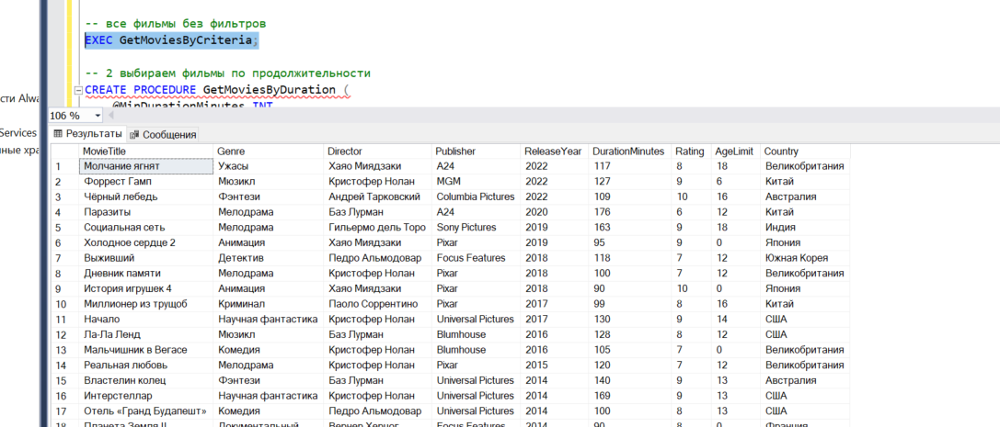 -- все фильмы без фильтров
EXEC GetMoviesByCriteria;
-- 2 выбираем фильмы по продолжительности
CREATE PROCEDURE GetMoviesByDuration (
@MinDurationMinutes INT
сти Alwa
Services
нные хра
106 %
Результаты Сообщения
MovieTitle Genre Director Publisher ReleaseYear DurationMinutes Rating AgeLimit Country
1 Молчание ягнят Ужасы Хаяо Миядзаки A24 2022 117 8 18 Великобритания
2 Форрест Гамп Мюзикл Кристофер Нолан MGM 2022 127 9 6 Китай
3 Чёрный лебедь Фэнтези Андрей Тарковский Columbia Pictures 2022 109 10 16 Австралия
4 Паразиты Мелодрама Баз Лурман A24 2020 176 6 12 Китай
5 Социальная сеть Мелодрама Гильермо дель Торо Sony Pictures 2019 163 9 18 Индия
6 Холодное сердце 2 Анимация Хаяо Миядзаки Pixar 2019 95 9 0 Япония
7 Выживший Детектив Педро Альмодовар Focus Features 2018 118 7 12 Южная Корея
8 Дневник памяти Мелодрама Кристофер Нолан Pixar 2018 100 7 12 Великобритания
9 История игрушек 4 Анимация Хаяо Миядзаки Pixar 2018 90 10 0 Япония
10 Миллионер из трущоб Криминал Паоло Соррентино Pixar 2017 99 8 16 Китай
11 Начало Научная фантастика Кристофер Нолан Universal Pictures 2017 130 9 14 США
12 Ла-Ла Ленд Мюзикл Баз Лурман Blumhouse 2016 128 8 12 США
13 Мальчишник в Вегасе Комедия Кристофер Нолан Blumhouse 2016 105 7 0 Великобритания
14 Реальная любовь Мелодрама Кристофер Нолан Pixar 2015 120 7 12 Великобритания
15 Властелин колец Фэнтези Баз Лурман Universal Pictures 2014 140 9 13 Австралия
16 Интерстеллар Научная фантастика Кристофер Нолан Universal Pictures 2014 169 9 13 США
17 Отель «Гранд Будапешт» Комедия Педро Альмодовар Universal Pictures 2014 100 8 13 США
18 Планета Земля II Документальный Вернер Херцог Focus Features 2014 90 8 0 Франция